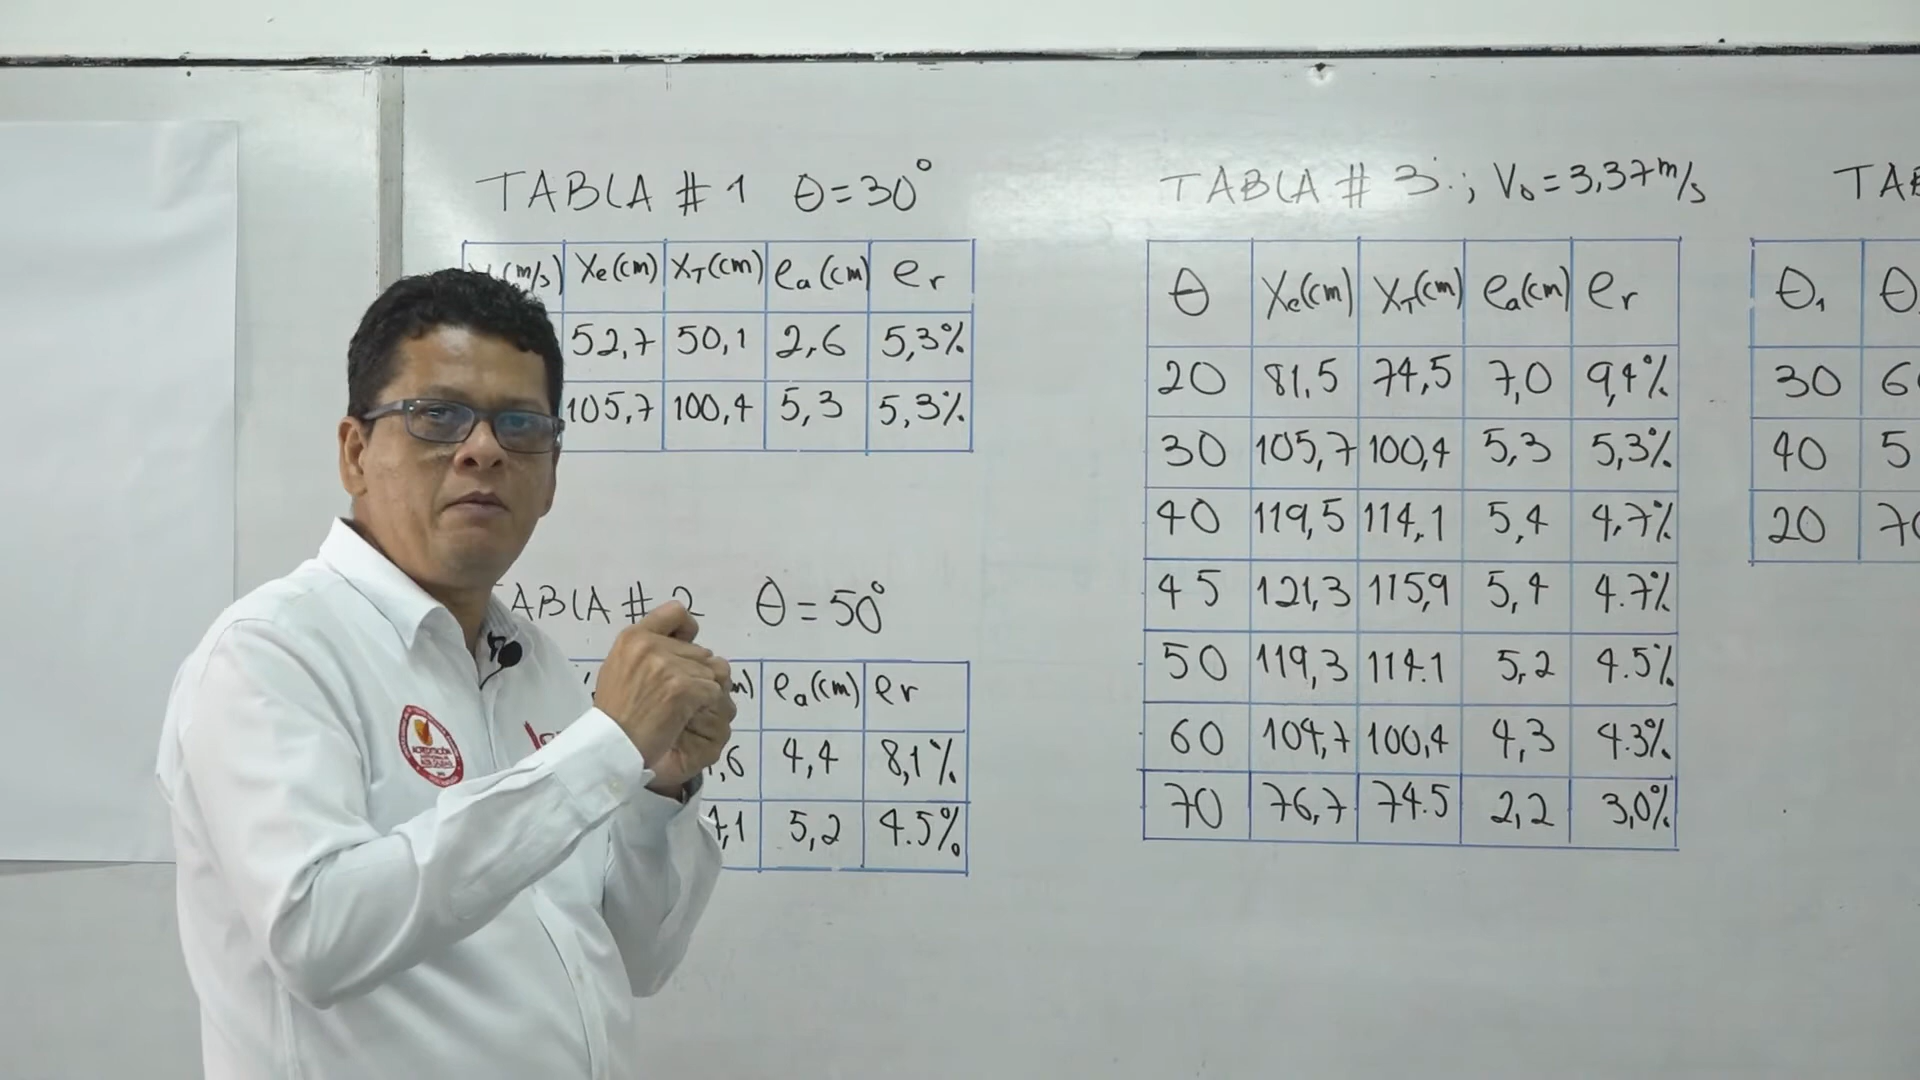 TABLA # 1 θ=30°
(m/s) Xe(cm) XT(cm) ea(cm) er
52,7 50,1 2,6 5,3%
105,7 100,4 5,3 5,3%
TABLA # 2 θ=50°
ea(cm) er
4,4 8,1%
5,2 4.5%
ACREDITACIÓN
TABLA # 3 ; Vo=3,37 m/s
θ Xe(cm) XT(cm) ea(cm) er
20 81,5 74,5 7,0 9,4%
30 105,7 100,4 5,3 5,3%
40 119,5 114,1 5,4 4,7%
45 121,3 115,9 5,4 4.7%
50 119,3 114.1 5,2 4.5%
60 104,7 100,4 4,3 4.3%
70 76,7 74.5 2,2 3,0%
θ1
30
40
20